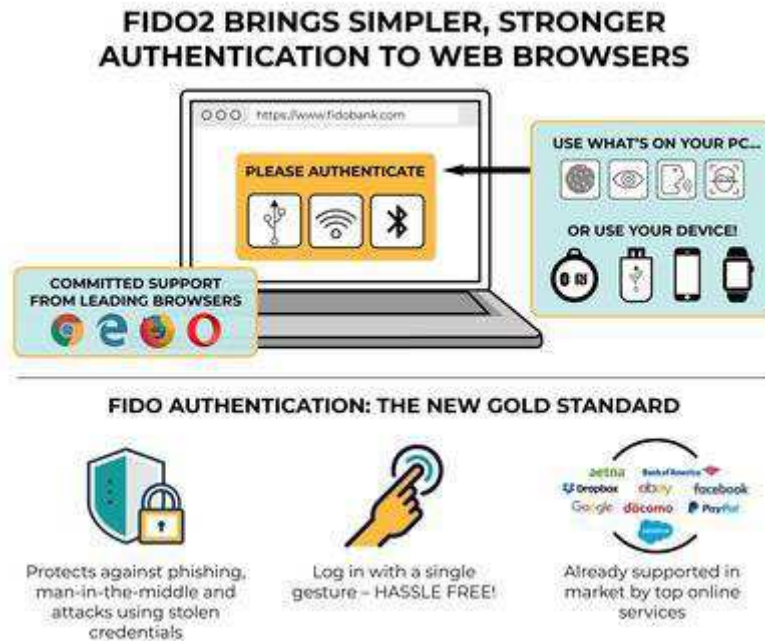 FIDO2 BRINGS SIMPLER, STRONGER
AUTHENTICATION TO WEB BROWSERS
https://www.fidobank.com
PLEASE AUTHENTICATE
USE WHAT'S ON YOUR PC...
OR USE YOUR DEVICE!
COMMITTED SUPPORT
FROM LEADING BROWSERS
FIDO AUTHENTICATION: THE NEW GOLD STANDARD
Protects against phishing,
man-in-the-middle and
attacks using stolen
credentials
Log in with a single
gesture – HASSLE FREE!
aetna Bank of America
Dropbox ebay facebook
Google döcomo PayPal
salesforce
Already supported in
market by top online
services